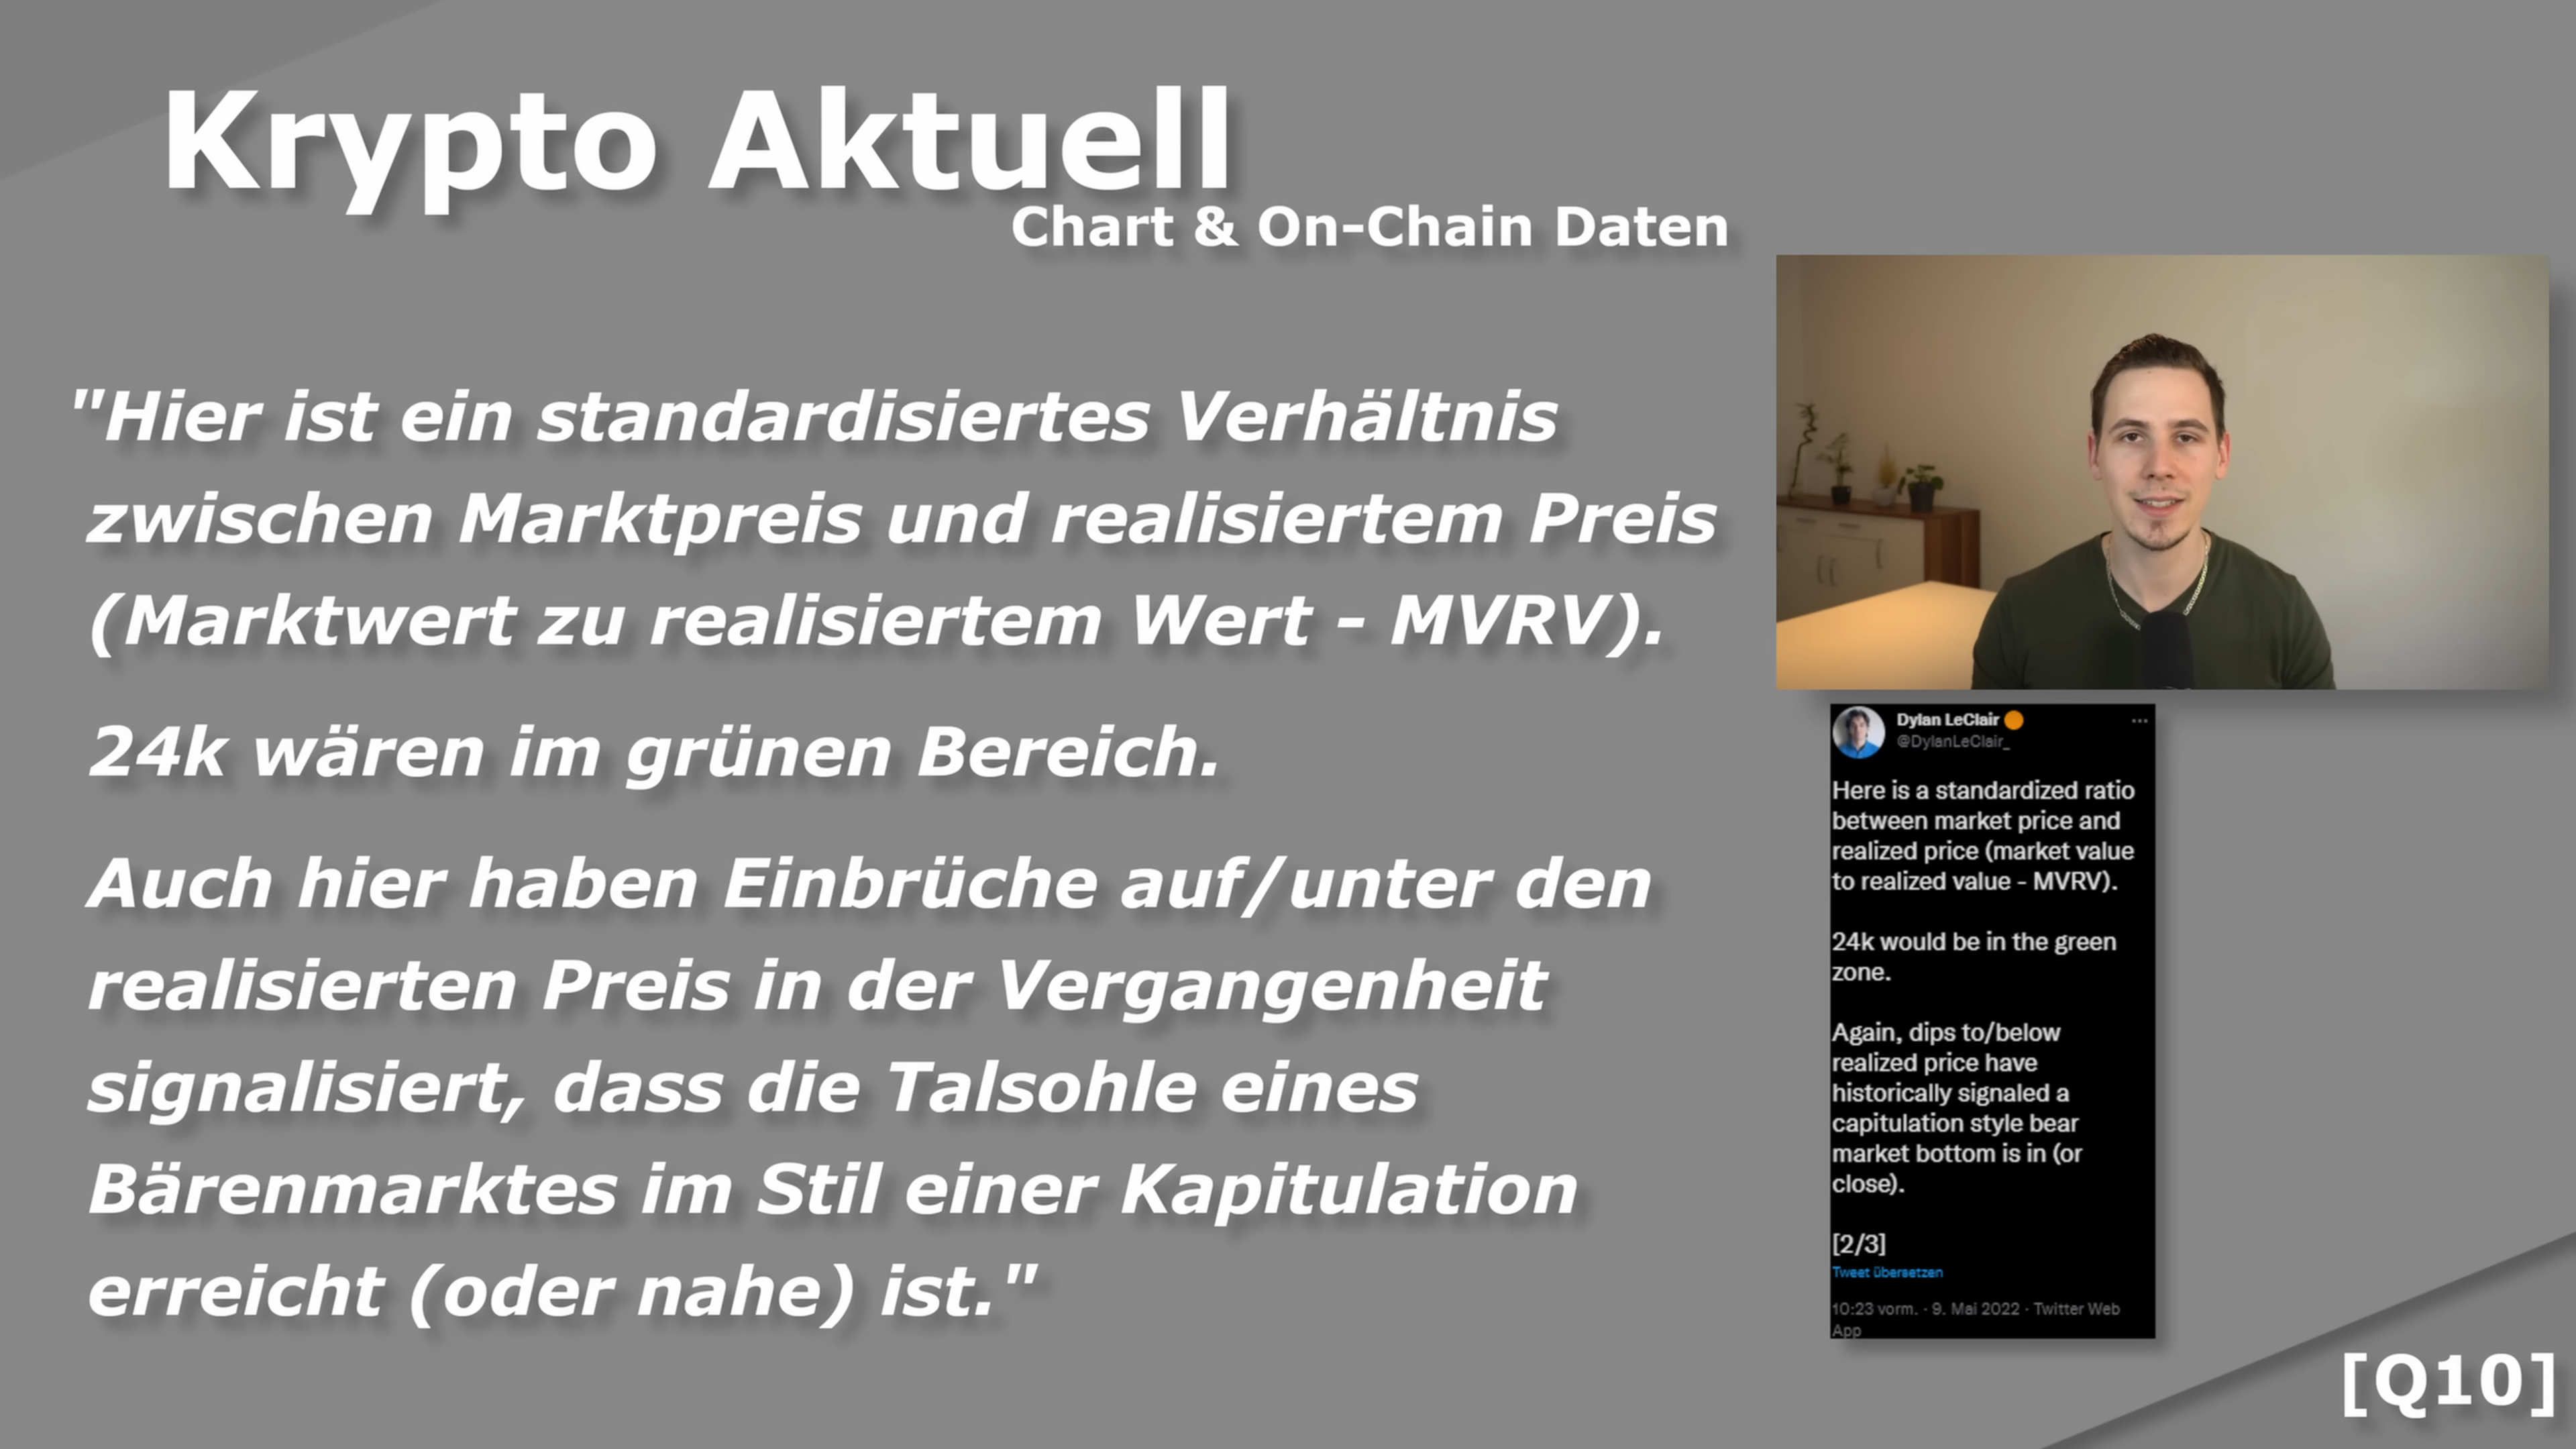 Krypto Aktuell
Chart & On-Chain Daten
"Hier ist ein standardisiertes Verhältnis
zwischen Marktpreis und realisiertem Preis
(Marktwert zu realisiertem Wert - MVRV).
24k wären im grünen Bereich.
Auch hier haben Einbrüche auf/unter den
realisierten Preis in der Vergangenheit
signalisiert, dass die Talsohle eines
Bärenmarktes im Stil einer Kapitulation
erreicht (oder nahe) ist."
Dylan LeClair
@DylanLeClair_
Here is a standardized ratio
between market price and
realized price (market value
to realized value - MVRV).
24k would be in the green
zone.
Again, dips to/below
realized price have
historically signaled a
capitulation style bear
market bottom is in (or
close).
[2/3]
Tweet übersetzen
10:23 vorm. · 9. Mai 2022 · Twitter Web
App
[Q10]